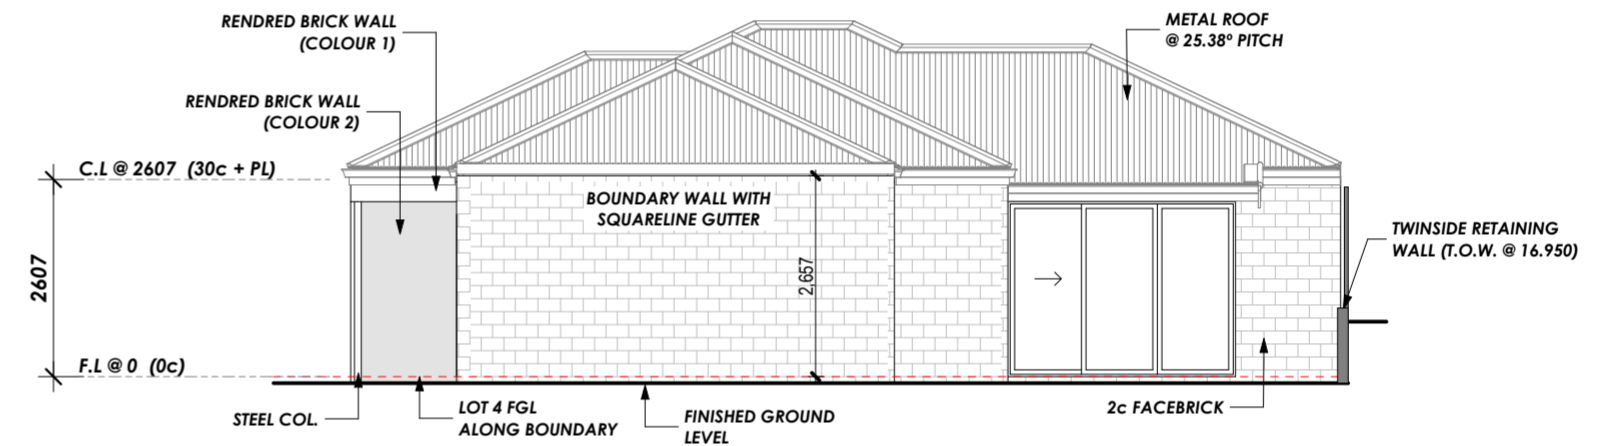 RENDRED BRICK WALL
(COLOUR 1)
METAL ROOF
@ 25.38º PITCH
RENDRED BRICK WALL
(COLOUR 2)
C.L @ 2607 (30c + PL)
BOUNDARY WALL WITH
SQUARELINE GUTTER
TWINSIDE RETAINING
WALL (T.O.W. @ 16.950)
2607
2,657
F.L @ 0 (0c)
STEEL COL.
LOT 4 FGL
ALONG BOUNDARY
FINISHED GROUND
LEVEL
2c FACEBRICK